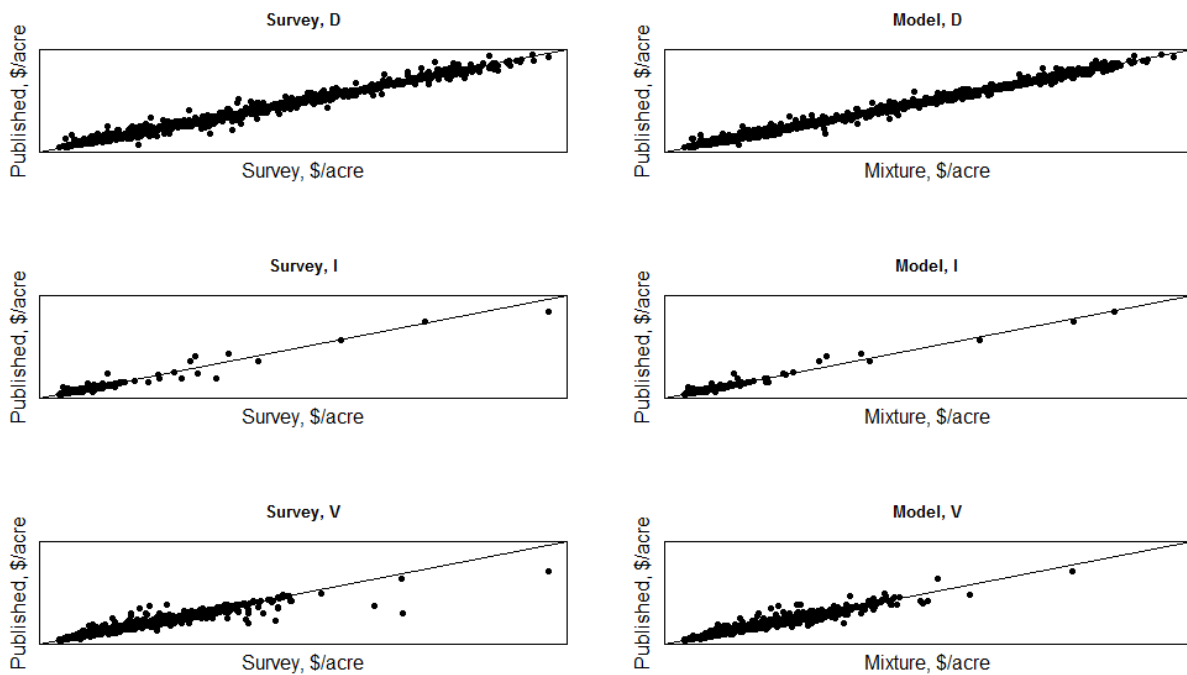 Survey, D
Published, $/acre
Survey, $/acre
Model, D
Published, $/acre
Mixture, $/acre
Survey, I
Published, $/acre
Survey, $/acre
Model, I
Published, $/acre
Mixture, $/acre
Survey, V
Published, $/acre
Survey, $/acre
Model, V
Published, $/acre
Mixture, $/acre